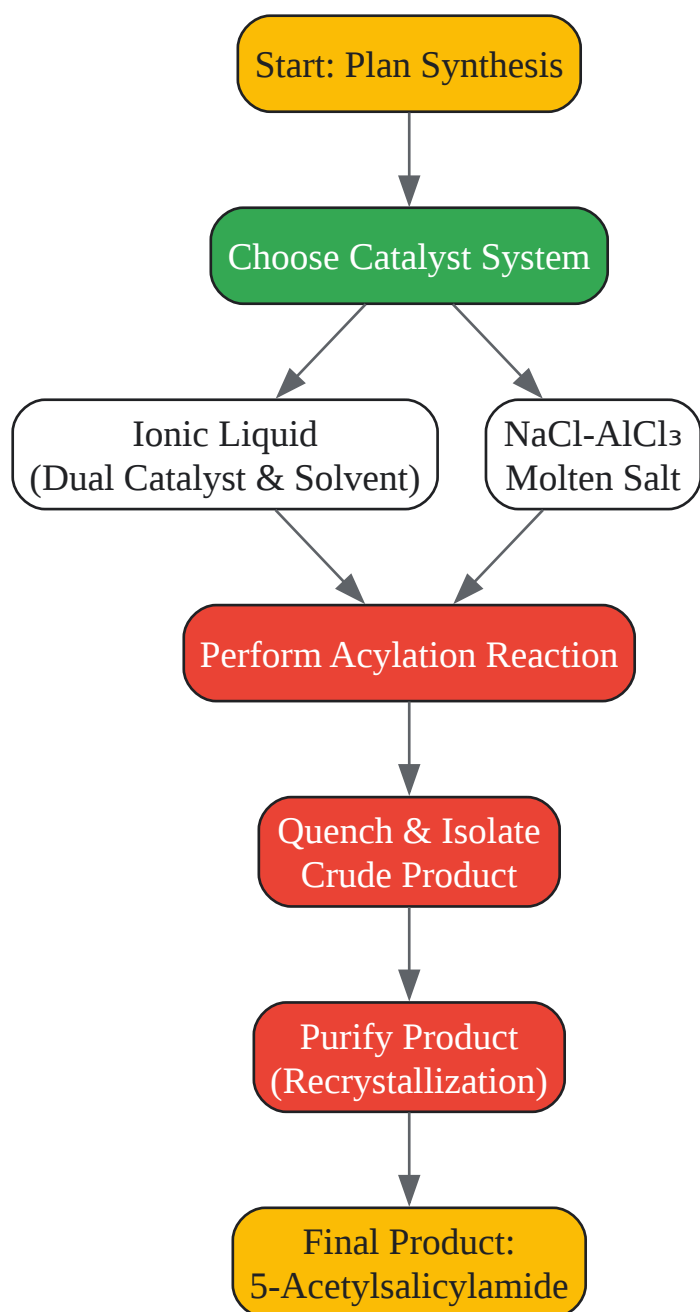 Start: Plan Synthesis
Choose Catalyst System
Ionic Liquid
(Dual Catalyst & Solvent)
NaCl-AlCl₃
Molten Salt
Perform Acylation Reaction
Quench & Isolate
Crude Product
Purify Product
(Recrystallization)
Final Product:
5-Acetylsalicylamide